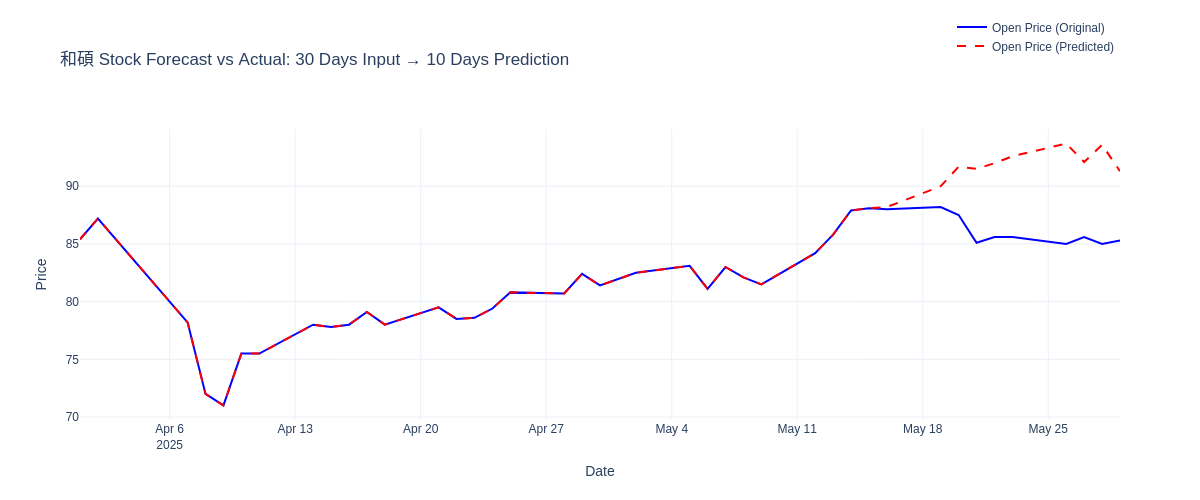 Open Price (Original)
Open Price (Predicted)
和碩 Stock Forecast vs Actual: 30 Days Input → 10 Days Prediction
90
85
80
75
70
Price
Apr 6
2025
Apr 13
Apr 20
Apr 27
May 4
May 11
May 18
May 25
Date